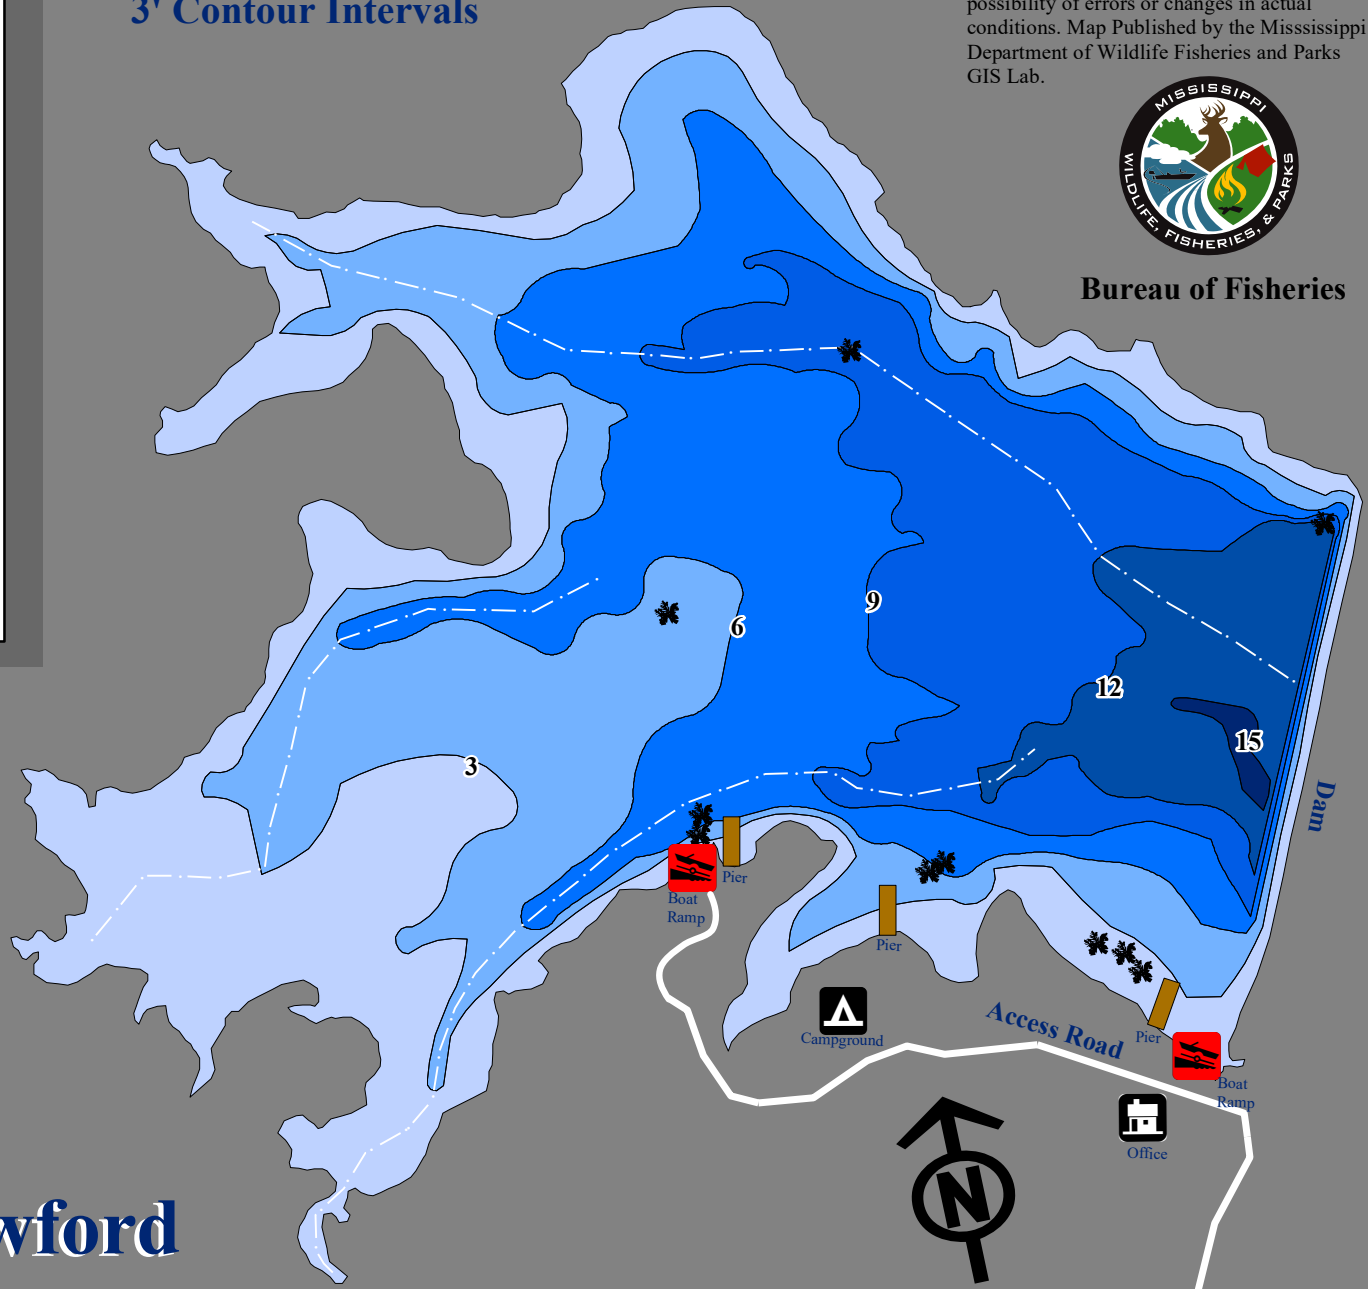 3' Contour Intervals
possibility of errors or changes in actual
conditions. Map Published by the Misssissippi
Department of Wildlife Fisheries and Parks
GIS Lab.
MISSISSIPPI
WILDLIFE, FISHERIES, & PARKS
Bureau of Fisheries
9
6
12
15
3
Dam
Pier
Boat
Ramp
Pier
Campground
Access Road
Pier
Boat
Ramp
Office
N
wford